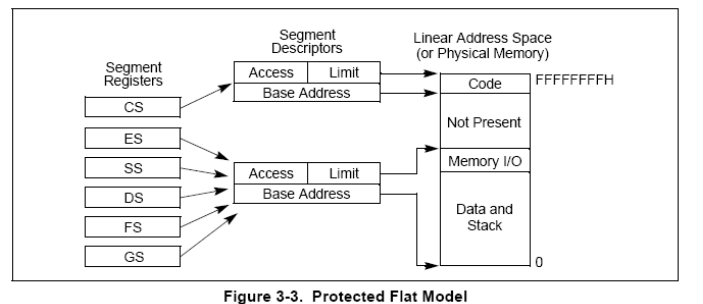 Segment
Registers
CS
ES
SS
DS
FS
GS
Segment
Descriptors
Access Limit
Base Address
Access Limit
Base Address
Linear Address Space
(or Physical Memory)
Code
FFFFFFFFH
Not Present
Memory I/O
Data and
Stack
0
Figure 3-3. Protected Flat Model